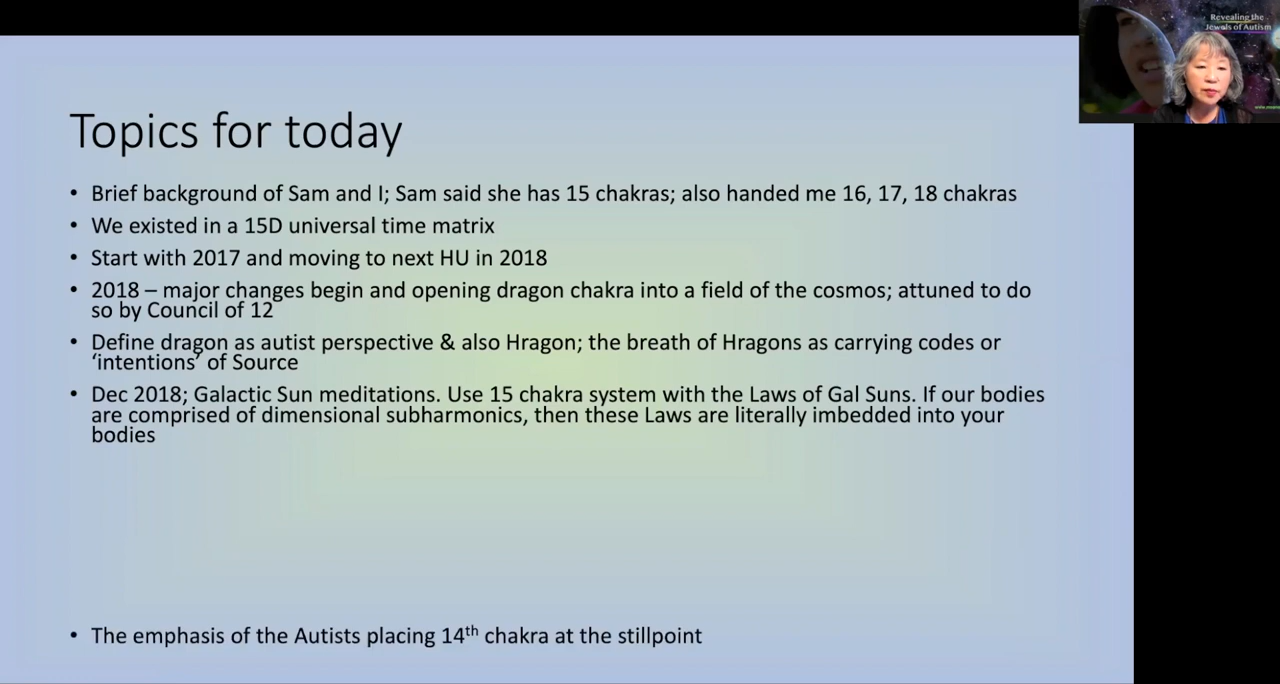 Revealing the
Jewels of Autism
Topics for today
• Brief background of Sam and I; Sam said she has 15 chakras; also handed me 16, 17, 18 chakras
• We existed in a 15D universal time matrix
• Start with 2017 and moving to next HU in 2018
• 2018 – major changes begin and opening dragon chakra into a field of the cosmos; attuned to do
so by Council of 12
• Define dragon as autist perspective & also Hragon; the breath of Hragons as carrying codes or
‘intentions’ of Source
• Dec 2018; Galactic Sun meditations. Use 15 chakra system with the Laws of Gal Suns. If our bodies
are comprised of dimensional subharmonics, then these Laws are literally imbedded into your
bodies
• The emphasis of the Autists placing 14th chakra at the stillpoint